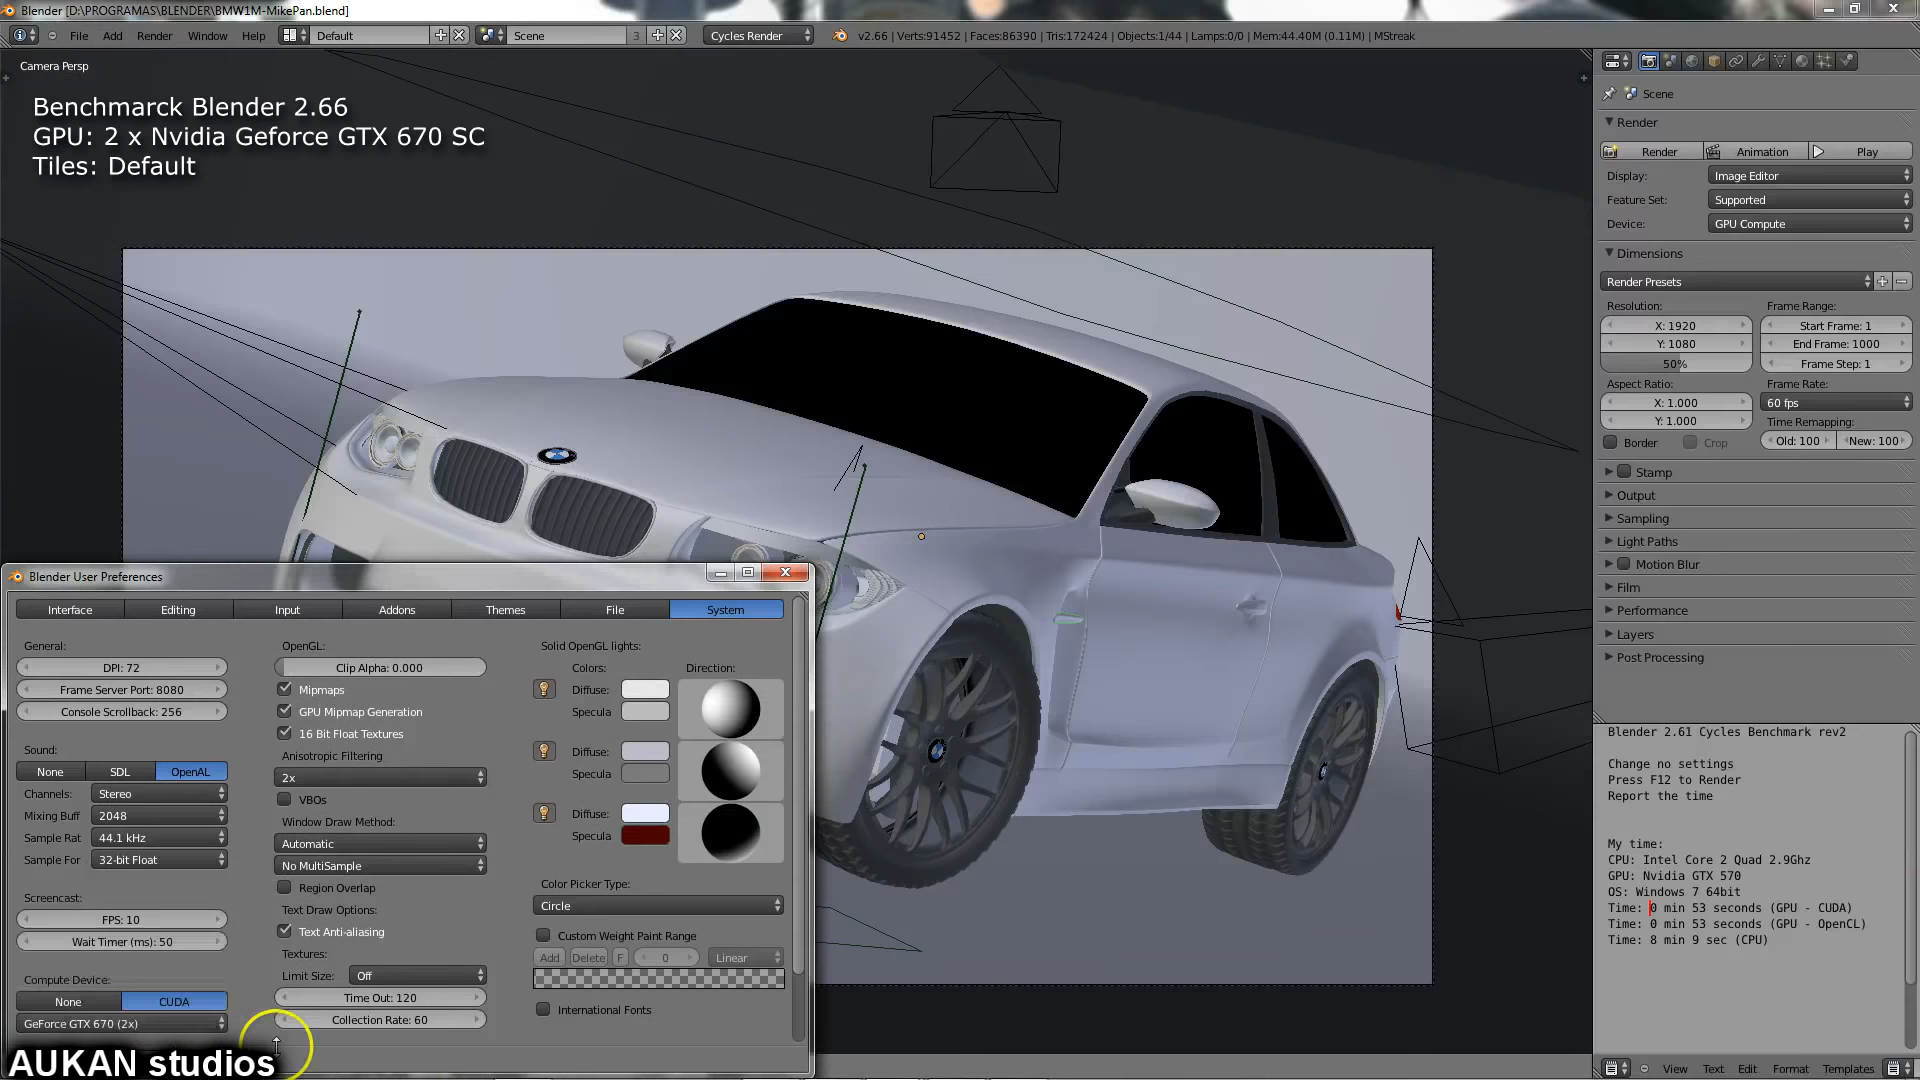 Blender [D:\PROGRAMAS\BLENDER\BMW1M-MikePan.blend]
File Add Render Window Help Default Scene 3 Cycles Render v2.66 | Verts:91452 | Faces:86390 | Tris:172424 | Objects:1/44 | Lamps:0/0 | Mem:44.40M (0.11M) | MStreak
Camera Persp
Benchmarck Blender 2.66
GPU: 2 x Nvidia Geforce GTX 670 SC
Tiles: Default
Scene
Render
Render Animation Play
Display: Image Editor
Feature Set: Supported
Device: GPU Compute
Dimensions
Render Presets
Resolution: Frame Range:
X: 1920 Start Frame: 1
Y: 1080 End Frame: 1000
50% Frame Step: 1
Aspect Ratio: Frame Rate:
X: 1.000 60 fps
Y: 1.000 Time Remapping:
Border Crop Old: 100 New: 100
Stamp
Output
Sampling
Light Paths
Motion Blur
Film
Performance
Layers
Post Processing
Blender User Preferences
Interface Editing Input Addons Themes File System
General: OpenGL: Solid OpenGL lights:
DPI: 72 Clip Alpha: 0.000 Colors: Direction:
Frame Server Port: 8080 Mipmaps Diffuse:
Console Scrollback: 256 GPU Mipmap Generation Specula
16 Bit Float Textures
Sound: Anisotropic Filtering Diffuse:
None SDL OpenAL 2x Specula
Channels: Stereo VBOs
Mixing Buff 2048 Window Draw Method: Diffuse:
Sample Rat 44.1 kHz Automatic Specula
Sample For 32-bit Float No MultiSample
Region Overlap Color Picker Type:
Screencast: Text Draw Options: Circle
FPS: 10 Text Anti-aliasing Custom Weight Paint Range
Wait Timer (ms): 50 Textures: Add Delete F 0 Linear
Compute Device: Limit Size: Off
None CUDA Time Out: 120 International Fonts
GeForce GTX 670 (2x) Collection Rate: 60
AUKAN studios
Blender 2.61 Cycles Benchmark rev2
Change no settings
Press F12 to Render
Report the time
My time:
CPU: Intel Core 2 Quad 2.9Ghz
GPU: Nvidia GTX 570
OS: Windows 7 64bit
Time: 0 min 53 seconds (GPU - CUDA)
Time: 0 min 53 seconds (GPU - OpenCL)
Time: 8 min 9 sec (CPU)
View Text Edit Format Templates